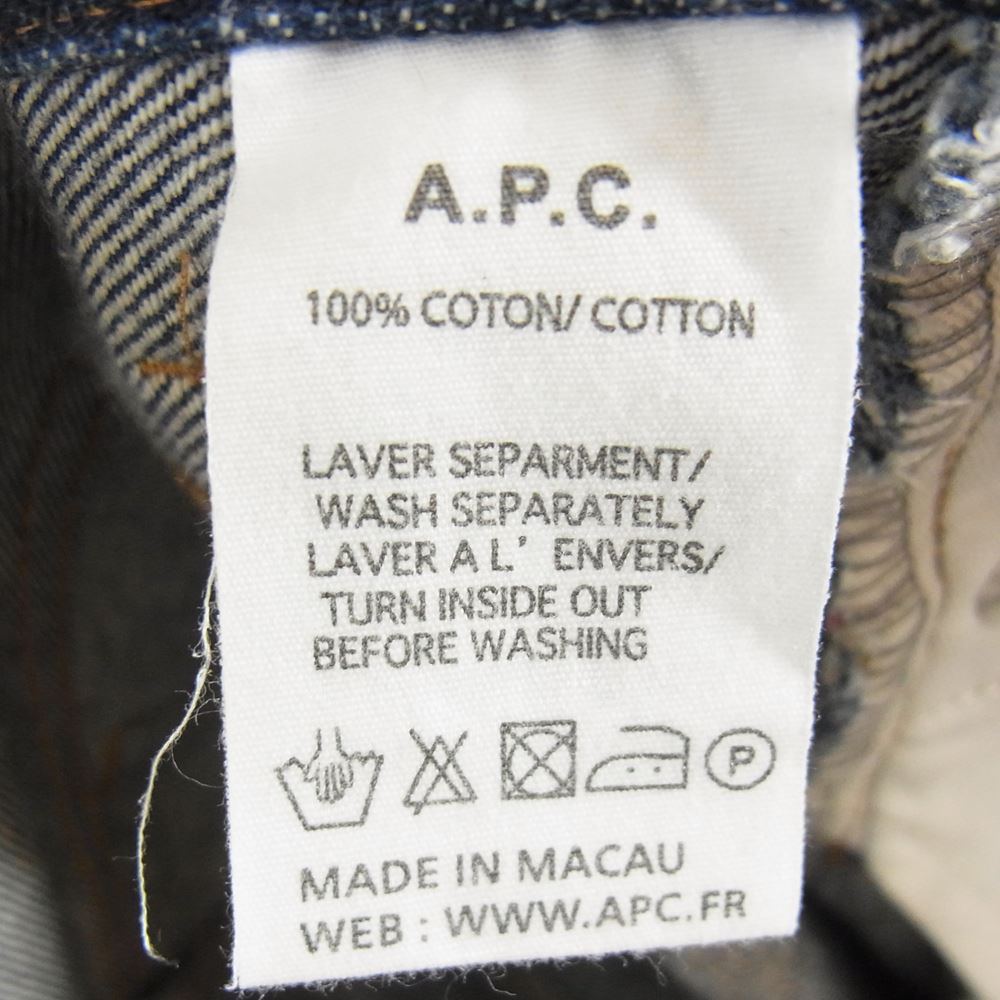 A.P.C.
100% COTON/ COTTON
LAVER SEPARMENT/
WASH SEPARATELY
LAVER A L' ENVERS/
TURN INSIDE OUT
BEFORE WASHING
P
MADE IN MACAU
WEB : WWW.APC.FR